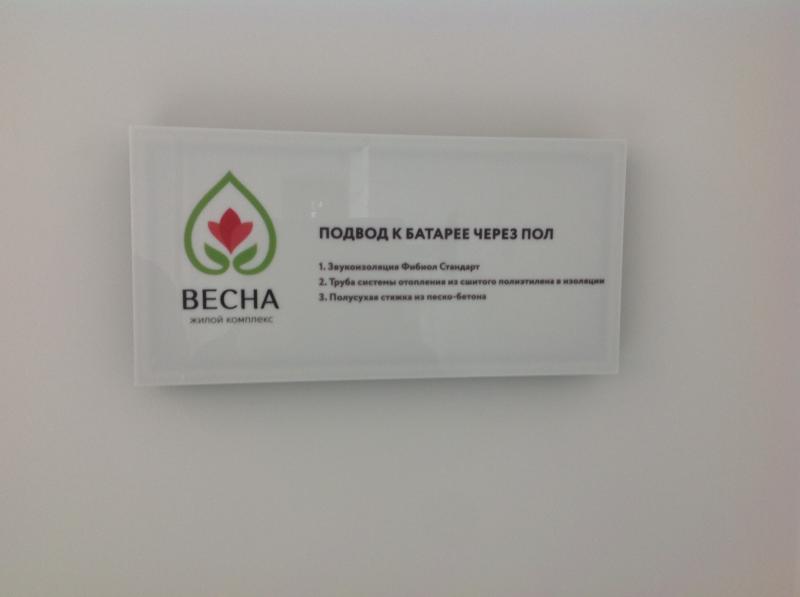 ВЕСНА
жилой комплекс
ПОДВОД К БАТАРЕЕ ЧЕРЕЗ ПОЛ
1. Звукоизоляция Фибиол Стандарт
2. Труба системы отопления из сшитого полиэтилена в изоляции
3. Полусухая стяжка из песко-бетона